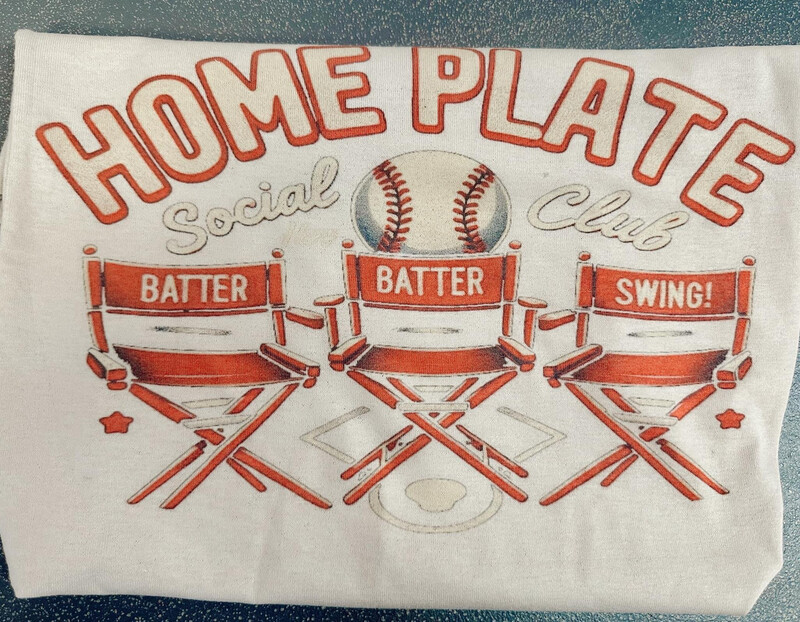 HOME PLATE
Social Club
BATTER BATTER SWING!